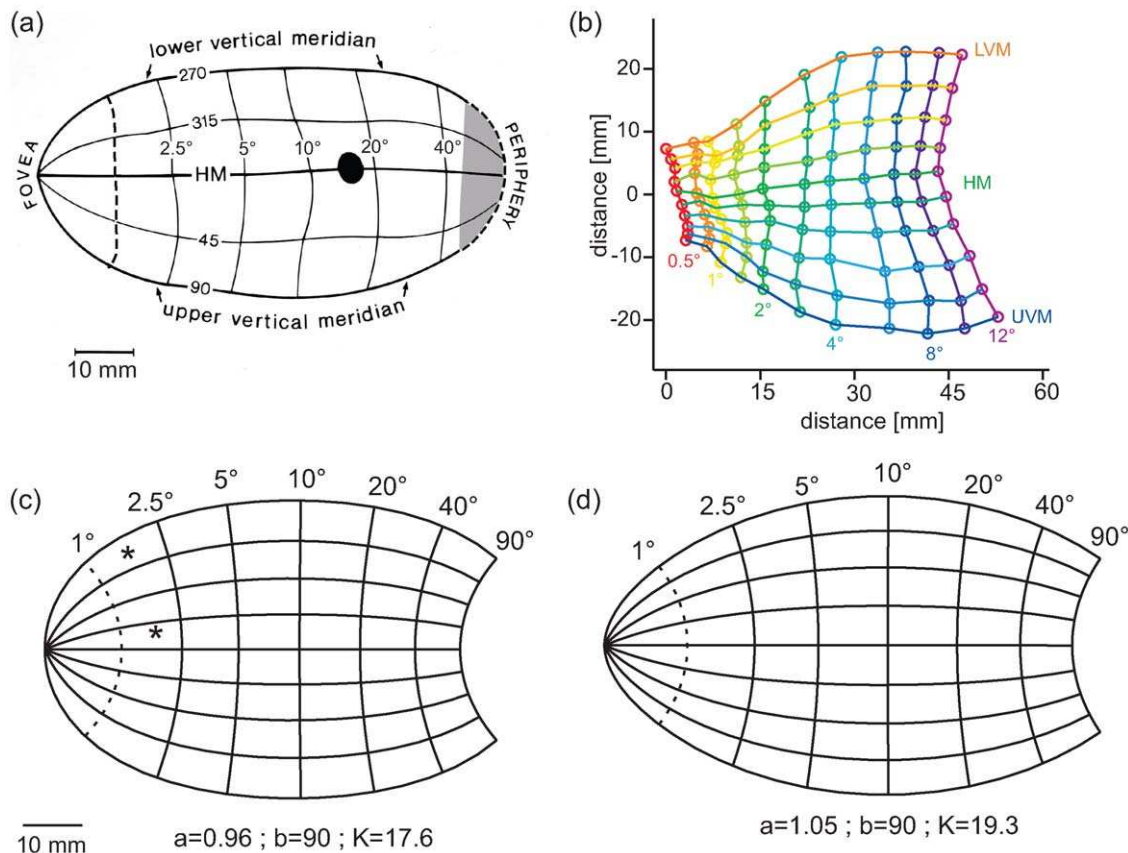 (a)
lower vertical meridian
270
315
2.5° 5° 10° 20° 40°
FOVEA
HM
PERIPHERY
45
90
upper vertical meridian
10 mm
(b)
distance [mm]
20
10
0
-10
-20
LVM
HM
UVM
0.5°
1°
2°
4°
8°
12°
0 15 30 45 60
distance [mm]
(c)
1° 2.5° 5° 10° 20° 40° 90°
*
*
10 mm
a=0.96 ; b=90 ; K=17.6
(d)
1° 2.5° 5° 10° 20° 40° 90°
a=1.05 ; b=90 ; K=19.3